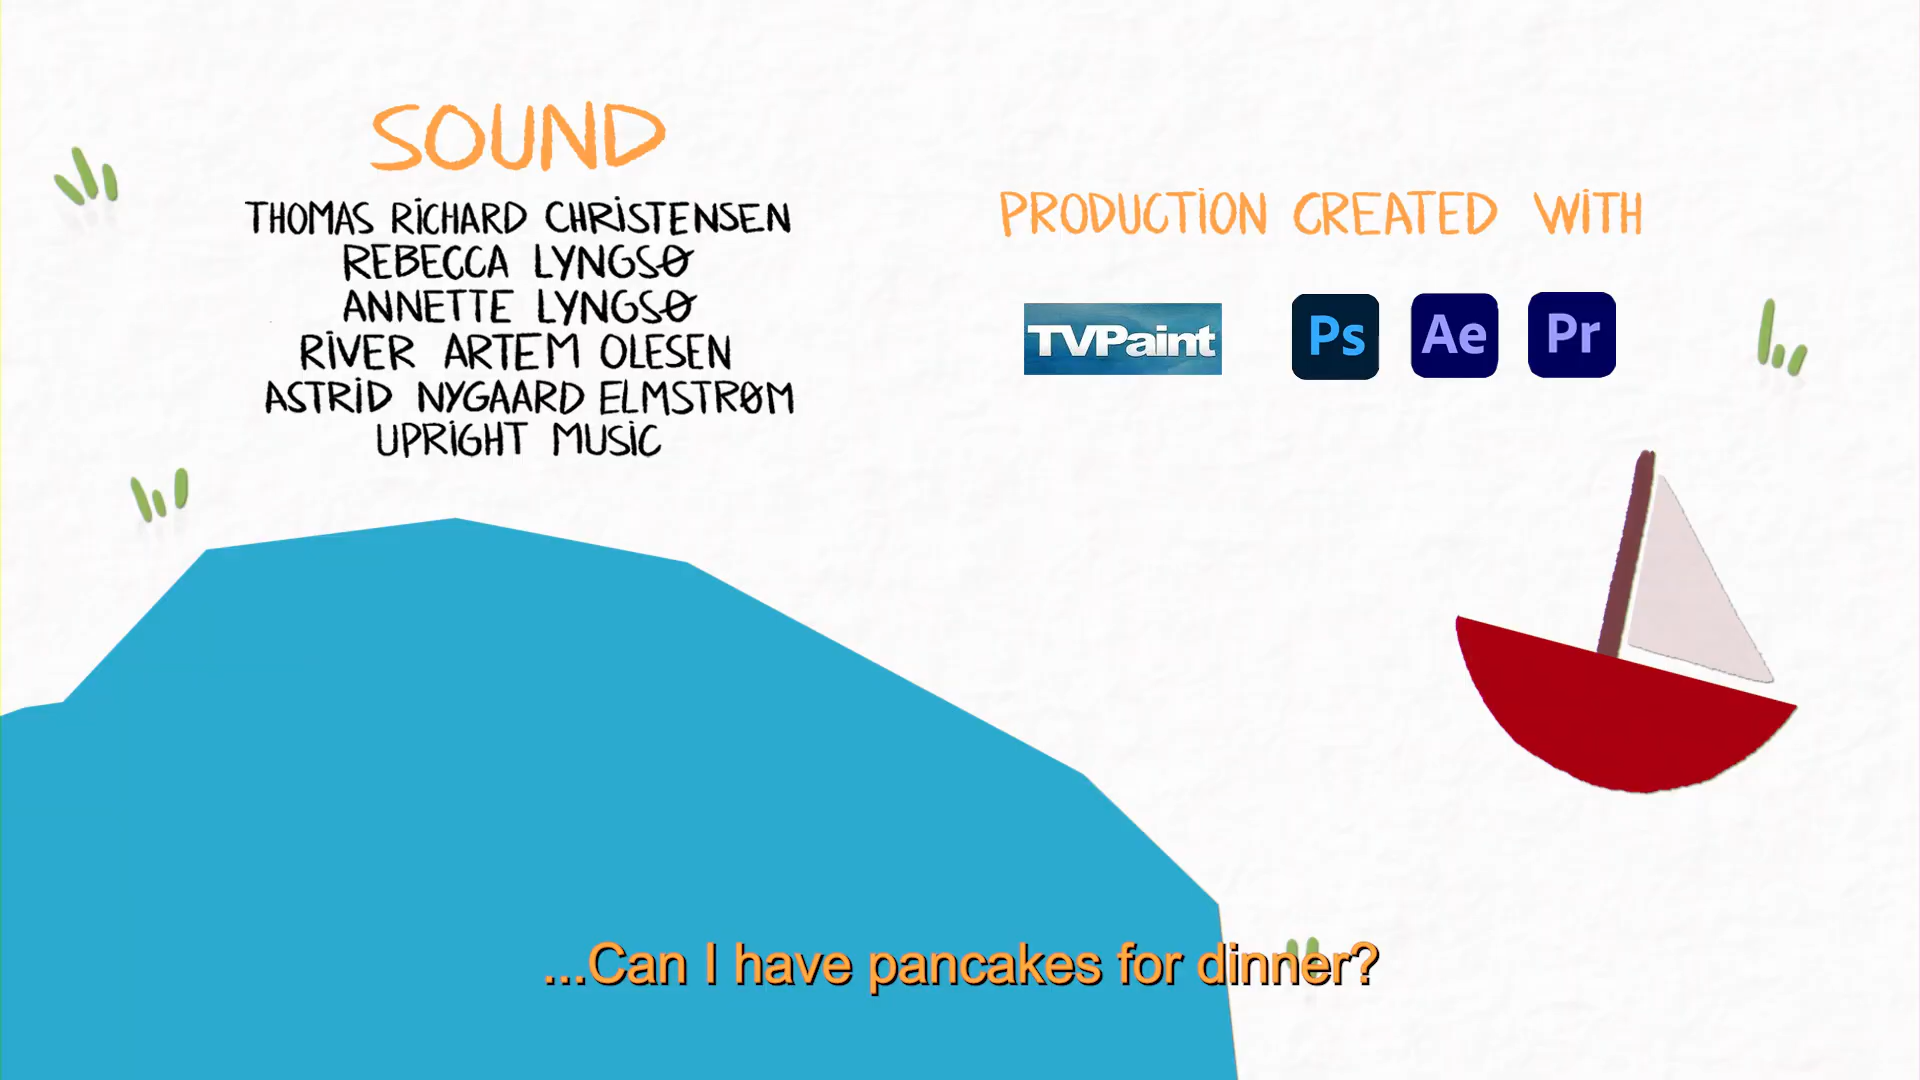 SOUND
THOMAS RICHARD CHRISTENSEN
REBECCA LYNGSØ
ANNETTE LYNGSØ
RIVER ARTEM OLESEN
ASTRID NYGAARD ELMSTRØM
UPRIGHT MUSIC
PRODUCTION CREATED WITH
TVPaint Ps Ae Pr
...Can I have pancakes for dinner?